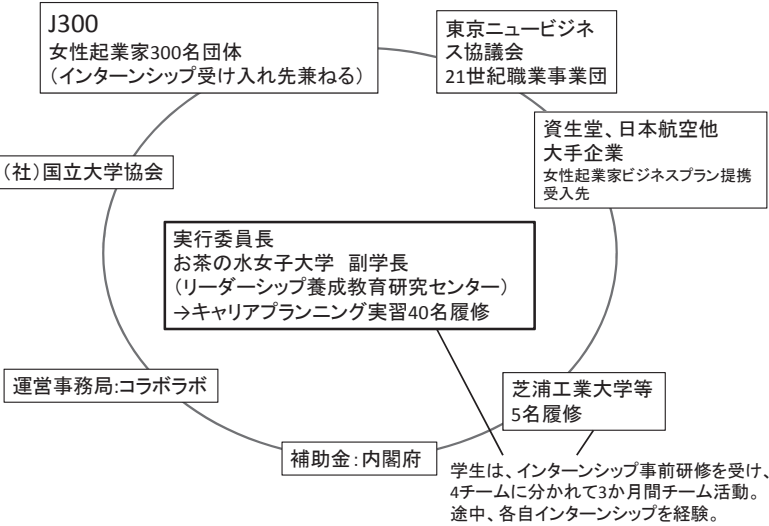 J300
女性起業家300名団体
（インターンシップ受け入れ先兼ねる）
東京ニュービジネ
ス協議会
21世紀職業事業団
資生堂、日本航空他
大手企業
女性起業家ビジネスプラン提携
受入先
（社）国立大学協会
実行委員長
お茶の水女子大学　副学長
（リーダーシップ養成教育研究センター）
→キャリアプランニング実習40名履修
運営事務局:コラボラボ
芝浦工業大学等
5名履修
補助金：内閣府
学生は、インターンシップ事前研修を受け、
4チームに分かれて3か月間チーム活動。
途中、各自インターンシップを経験。